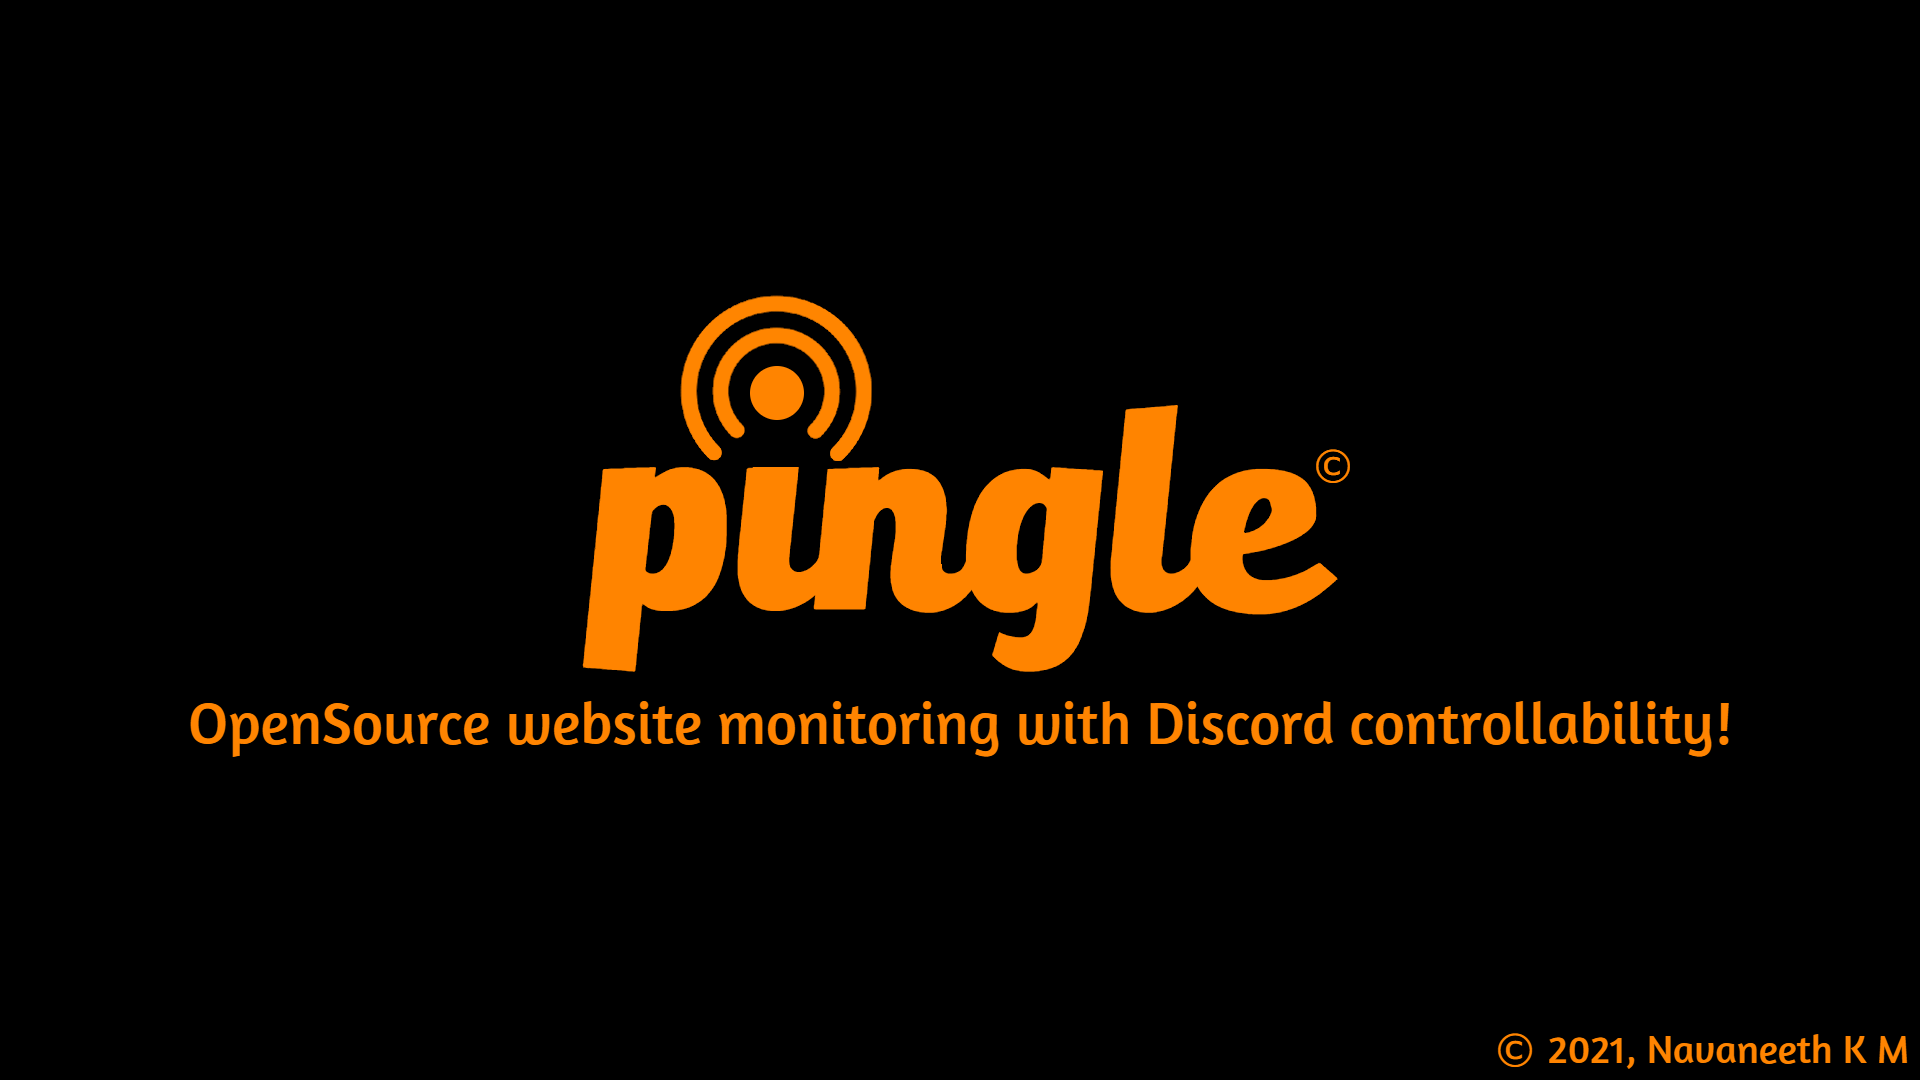 pingle©
OpenSource website monitoring with Discord controllability!
© 2021, Navaneeth K M